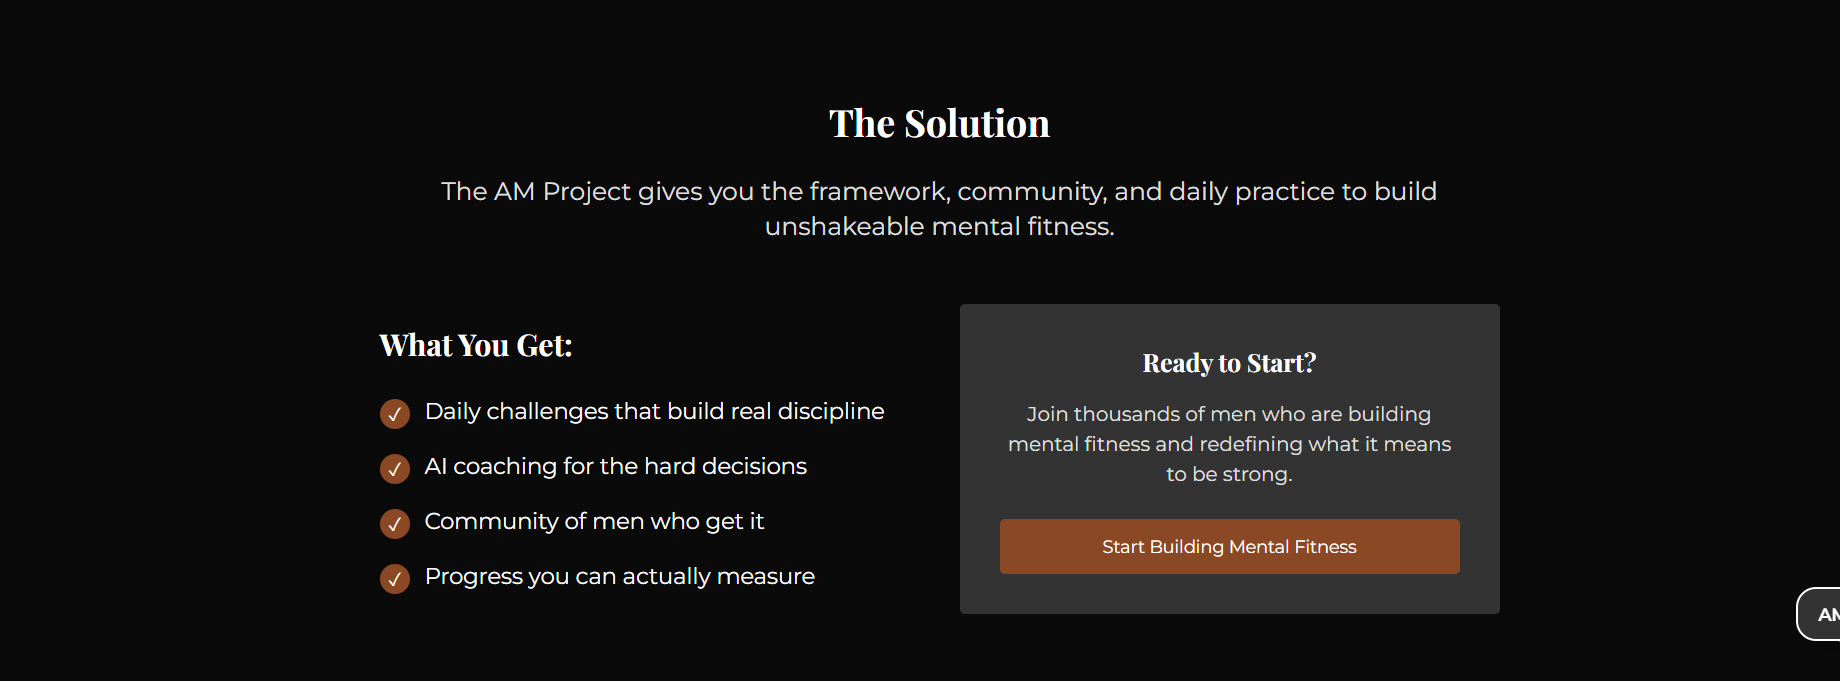 The Solution
The AM Project gives you the framework, community, and daily practice to build
unshakeable mental fitness.
What You Get:
✓ Daily challenges that build real discipline
✓ AI coaching for the hard decisions
✓ Community of men who get it
✓ Progress you can actually measure
Ready to Start?
Join thousands of men who are building
mental fitness and redefining what it means
to be strong.
Start Building Mental Fitness